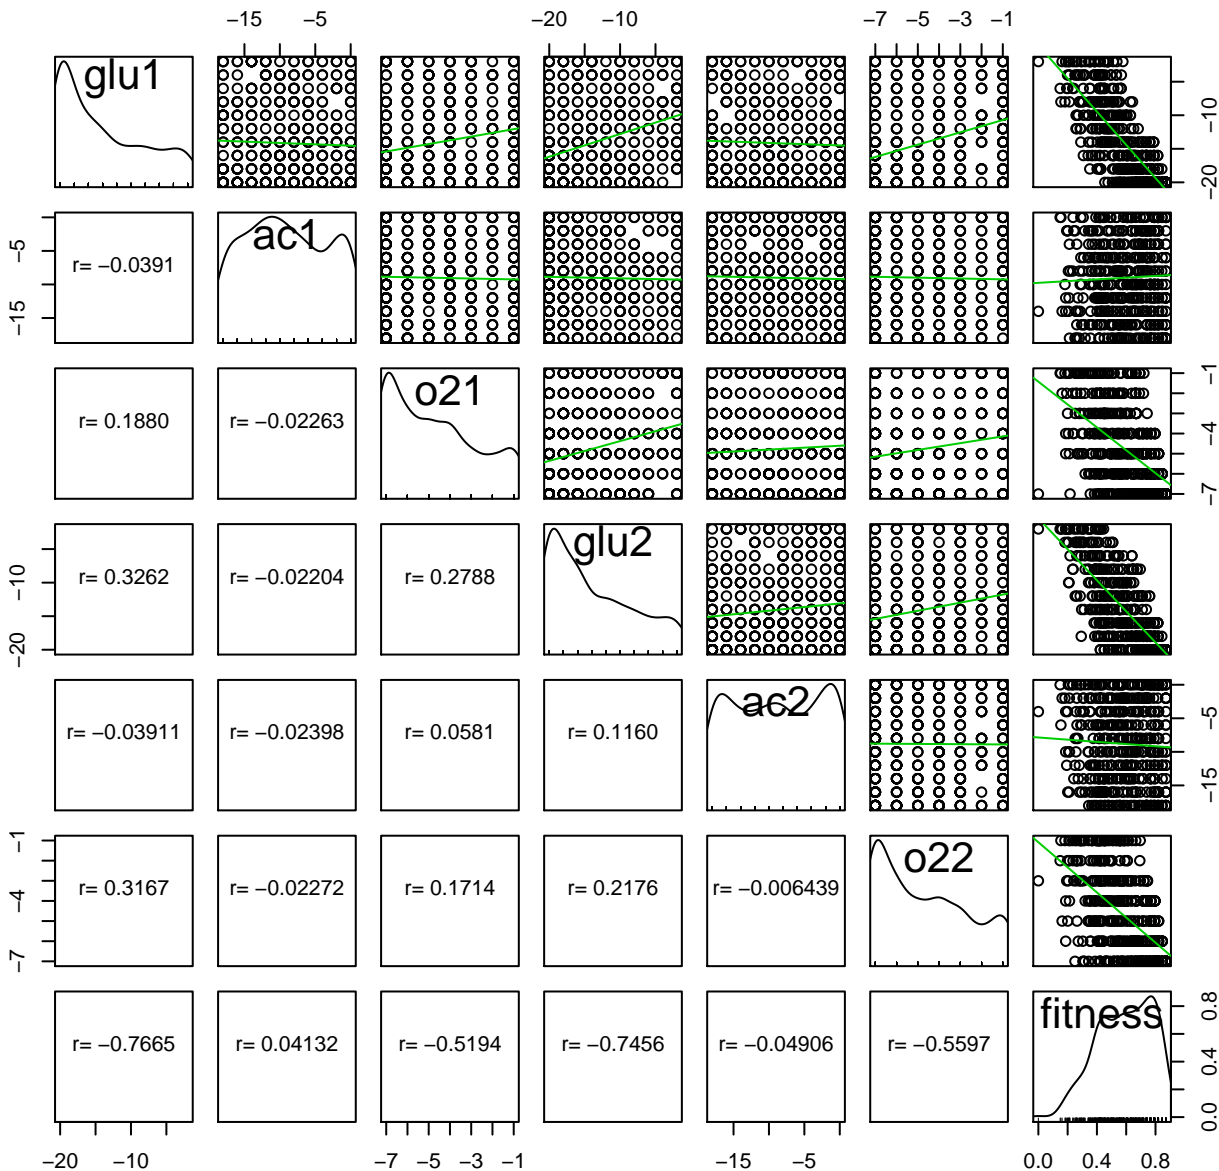 −15 −5 −20 −10 −7 −5 −3 −1
glu1 −20 −10
−15 −5 r= −0.0391 ac1
r= 0.1880 r= −0.02263 o21 −7 −4 −1
−20 −10 r= 0.3262 r= −0.02204 r= 0.2788 glu2
r= −0.03911 r= −0.02398 r= 0.0581 r= 0.1160 ac2 −15 −5
−7 −4 −1 r= 0.3167 r= −0.02272 r= 0.1714 r= 0.2176 r= −0.006439 o22
r= −0.7665 r= 0.04132 r= −0.5194 r= −0.7456 r= −0.04906 r= −0.5597 fitness 0.0 0.4 0.8
−20 −10 −7 −5 −3 −1 −15 −5 0.0 0.4 0.8